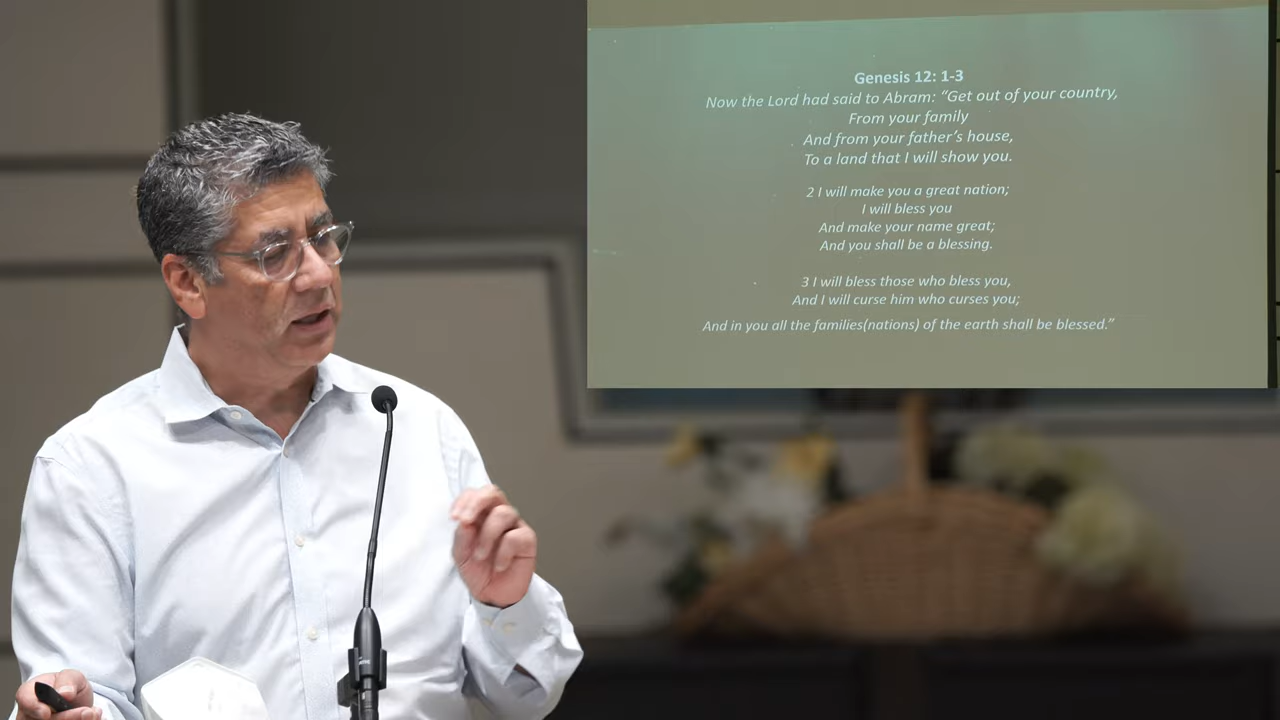 Genesis 12: 1-3
Now the Lord had said to Abram: “Get out of your country,
From your family
And from your father’s house,
To a land that I will show you.
2 I will make you a great nation;
I will bless you
And make your name great;
And you shall be a blessing.
3 I will bless those who bless you,
And I will curse him who curses you;
And in you all the families(nations) of the earth shall be blessed.”